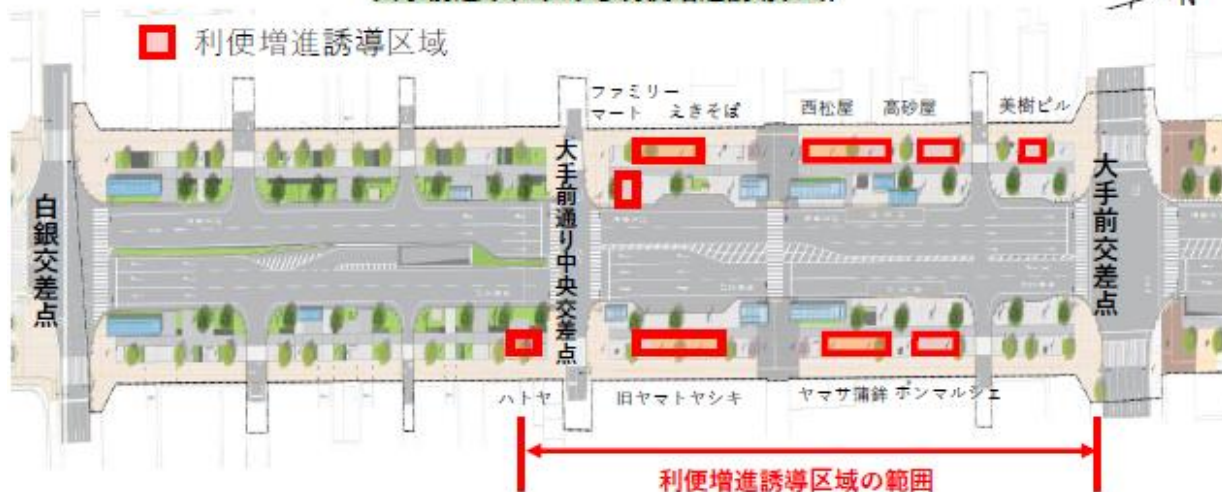 N
利便増進誘導区域
ファミリー
マート
えきそば
西松屋
高砂屋
美樹ビル
白銀交差点
大手前通り中央交差点
大手前交差点
ハトヤ
旧ヤマトヤシキ
ヤマサ蒲鉾
ボンマルシェ
利便増進誘導区域の範囲